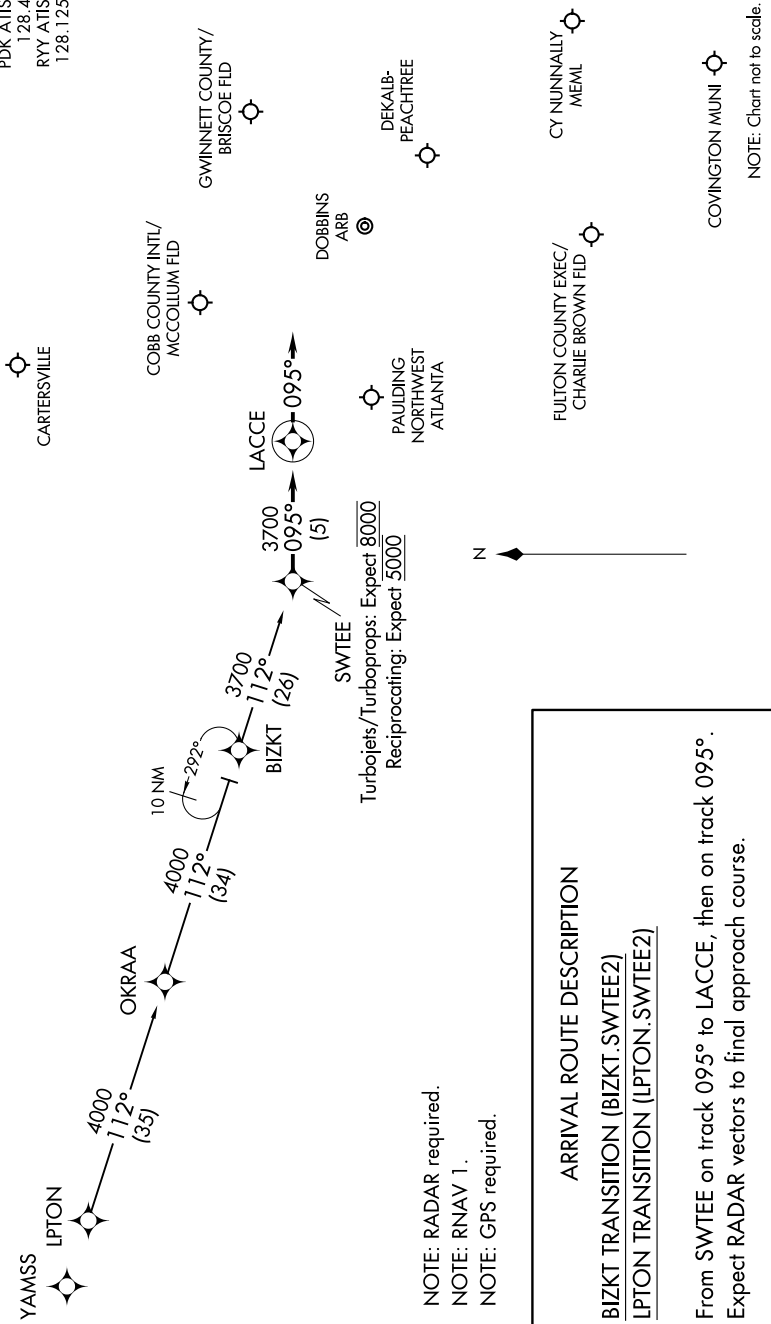 PDK ATIS
128.4
RYY ATIS
128.125
YAMSS
LPTON
4000
112°
(35)
OKRAA
4000
112°
(34)
10 NM
292°
BIZKT
3700
112°
(26)
SWTEE
Turbojets/Turboprops: Expect 8000
Reciprocating: Expect 5000
3700
095°
(5)
LACCE
095°
CARTERSVILLE
COBB COUNTY INTL/
MCCOLLUM FLD
GWINNETT COUNTY/
BRISCOE FLD
DOBBINS
ARB
DEKALB-
PEACHTREE
PAULDING
NORTHWEST
ATLANTA
CY NUNNALLY
MEML
FULTON COUNTY EXEC/
CHARLIE BROWN FLD
COVINGTON MUNI
N
NOTE: RADAR required.
NOTE: RNAV 1.
NOTE: GPS required.
NOTE: Chart not to scale.
ARRIVAL ROUTE DESCRIPTION
BIZKT TRANSITION (BIZKT.SWTEE2)
LPTON TRANSITION (LPTON.SWTEE2)
From SWTEE on track 095° to LACCE, then on track 095°.
Expect RADAR vectors to final approach course.